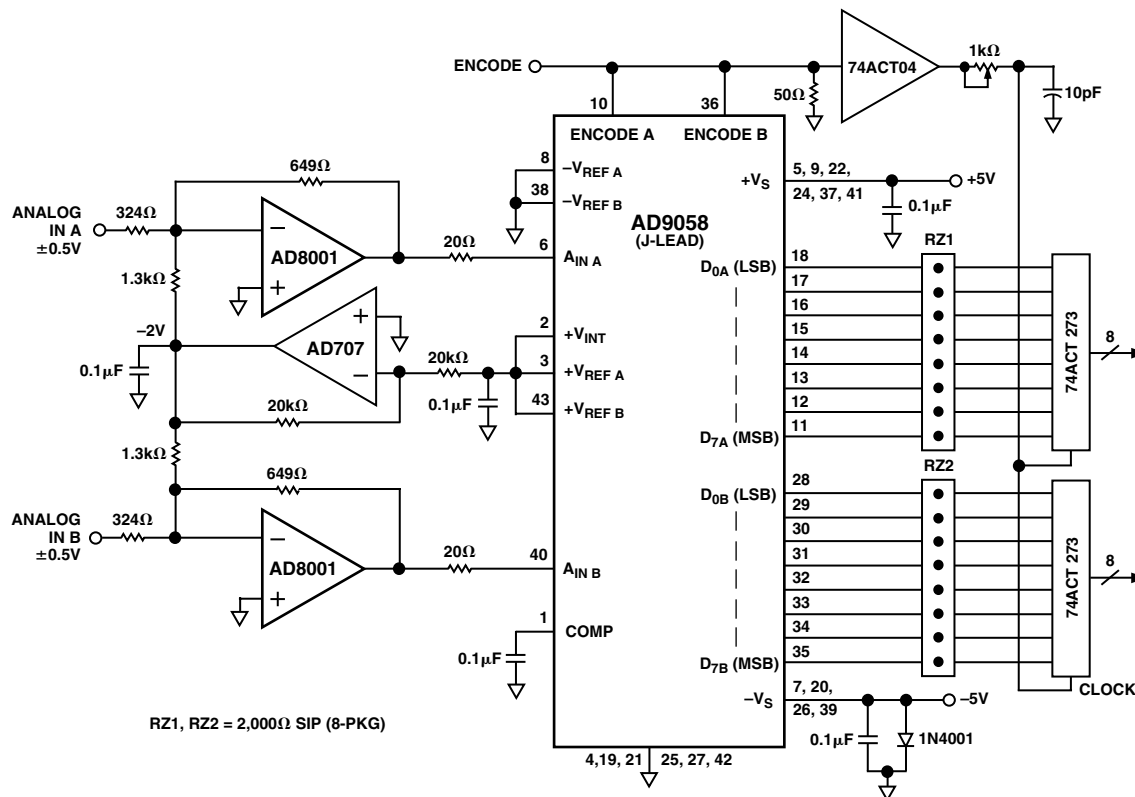 ENCODE
10
36
50Ω
74ACT04
1kΩ
10pF
ENCODE A
ENCODE B
8
–VREF A
38
–VREF B
+VS
5, 9, 22,
24, 37, 41
+5V
0.1μF
AD9058
(J-LEAD)
649Ω
ANALOG
IN A
±0.5V
324Ω
–
AD8001
+
20Ω
6
AIN A
1.3kΩ
–2V
0.1μF
+
AD707
–
20kΩ
20kΩ
0.1μF
2
+VINT
3
+VREF A
43
+VREF B
RZ1
D0A (LSB)
18
17
16
15
14
13
12
11
D7A (MSB)
74ACT 273
8
1.3kΩ
649Ω
ANALOG
IN B
±0.5V
324Ω
–
AD8001
+
20Ω
40
AIN B
1
COMP
0.1μF
RZ2
D0B (LSB)
28
29
30
31
32
33
34
35
D7B (MSB)
74ACT 273
8
CLOCK
–VS
7, 20,
26, 39
–5V
0.1μF
1N4001
RZ1, RZ2 = 2,000Ω SIP (8-PKG)
4,19, 21
25, 27, 42